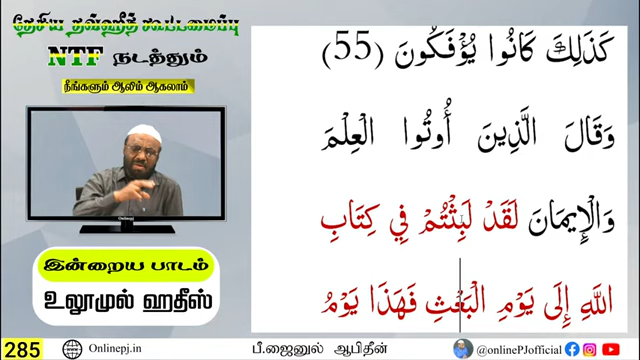 தேசிய தவ்ஹீத் கூட்டமைப்பு
NTF நடத்தும்
நீங்களும் ஆலிம் ஆகலாம்
Onlinepj
இன்றைய பாடம்
உலூமுல் ஹதீஸ்
كَذَلِكَ كَانُوا يُؤْفَكُونَ (55)
وَقَالَ الَّذِينَ أُوتُوا الْعِلْمَ
وَالْإِيمَانَ لَقَدْ لَبِثْتُمْ فِي كِتَابِ
اللَّهِ إِلَى يَوْمِ الْبَعْثِ فَهَذَا يَوْمُ
285 Onlinepj.in பீ.ஜைனுல் ஆபிதீன் @onlinePJofficial